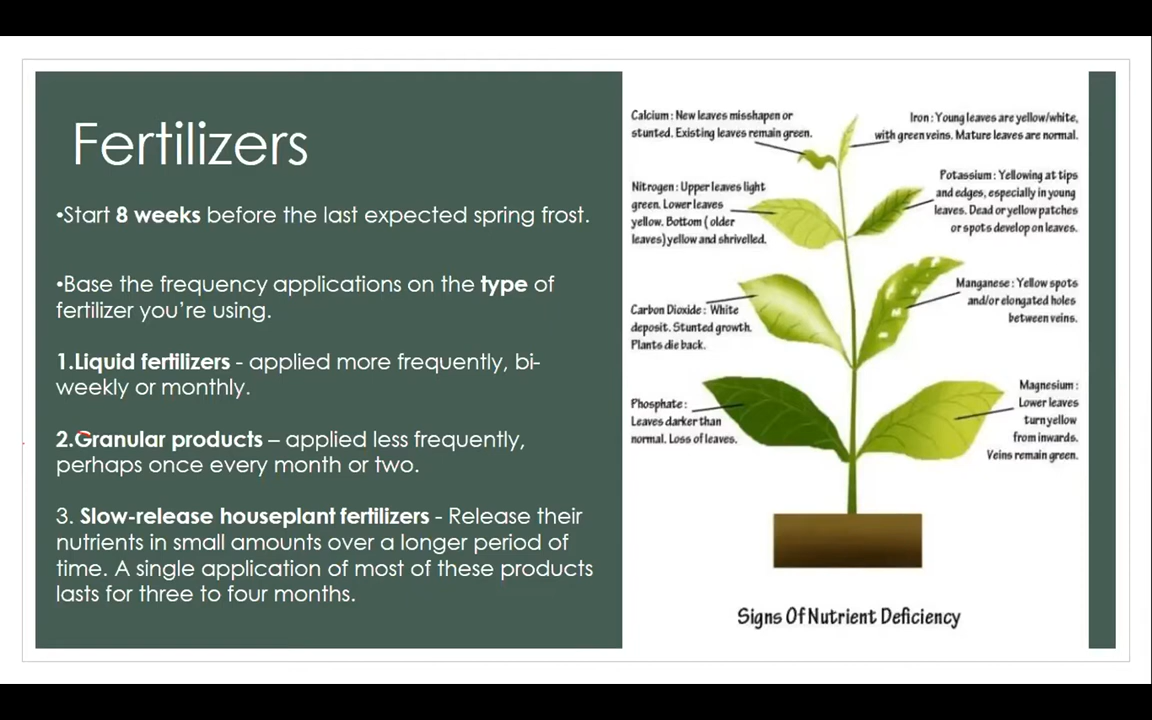 Fertilizers
•Start 8 weeks before the last expected spring frost.
•Base the frequency applications on the type of
fertilizer you’re using.
1.Liquid fertilizers - applied more frequently, bi-
weekly or monthly.
2.Granular products – applied less frequently,
perhaps once every month or two.
3. Slow-release houseplant fertilizers - Release their
nutrients in small amounts over a longer period of
time. A single application of most of these products
lasts for three to four months.
Calcium : New leaves misshapen or
stunted. Existing leaves remain green.
Nitrogen : Upper leaves light
green. Lower leaves
yellow. Bottom ( older
leaves) yellow and shrivelled.
Carbon Dioxide : White
deposit. Stunted growth.
Plants die back.
Phosphate :
Leaves darker than
normal. Loss of leaves.
Iron : Young leaves are yellow/white,
with green veins. Mature leaves are normal.
Potassium : Yellowing at tips
and edges, especially in young
leaves. Dead or yellow patches
or spots develop on leaves.
Manganese : Yellow spots
and/or elongated holes
between veins.
Magnesium :
Lower leaves
turn yellow
from inwards.
Veins remain green.
Signs Of Nutrient Deficiency